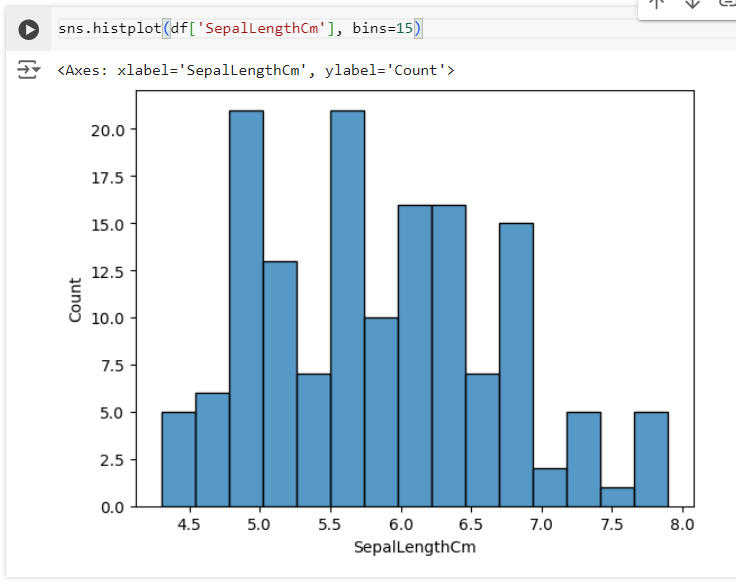 sns.histplot(df['SepalLengthCm'], bins=15)
<Axes: xlabel='SepalLengthCm', ylabel='Count'>
20.0
17.5
15.0
12.5
10.0
7.5
5.0
2.5
0.0
Count
4.5 5.0 5.5 6.0 6.5 7.0 7.5 8.0
SepalLengthCm